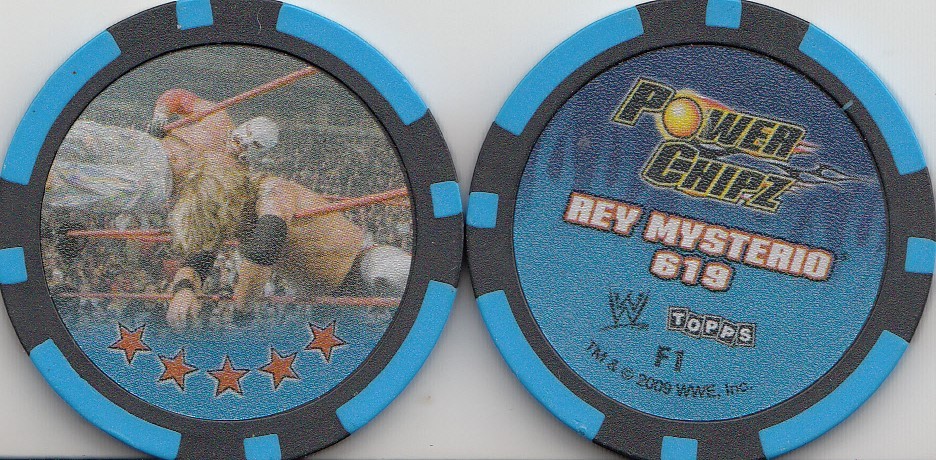 POWER
CHIPZ
REY MYSTERIO
619
W
TOPPS
F1
TM & © 2009 WWE, Inc.